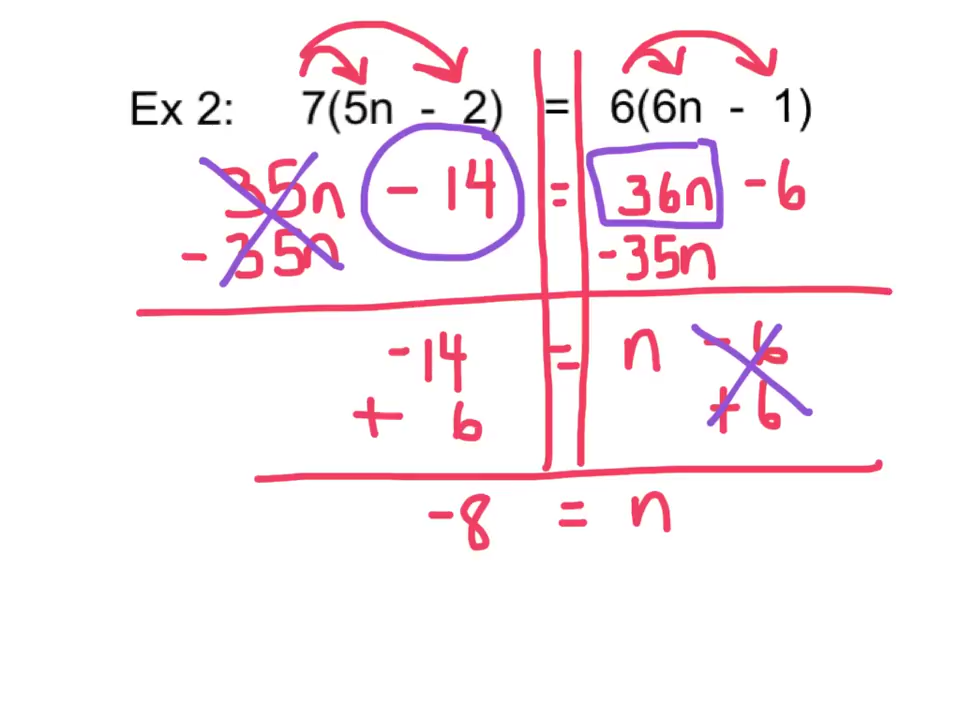 Ex 2: 7(5n - 2) = 6(6n - 1)
35n - 14 = 36n - 6
- 35n -35n
-14 = n - 6
+ 6 + 6
-8 = n